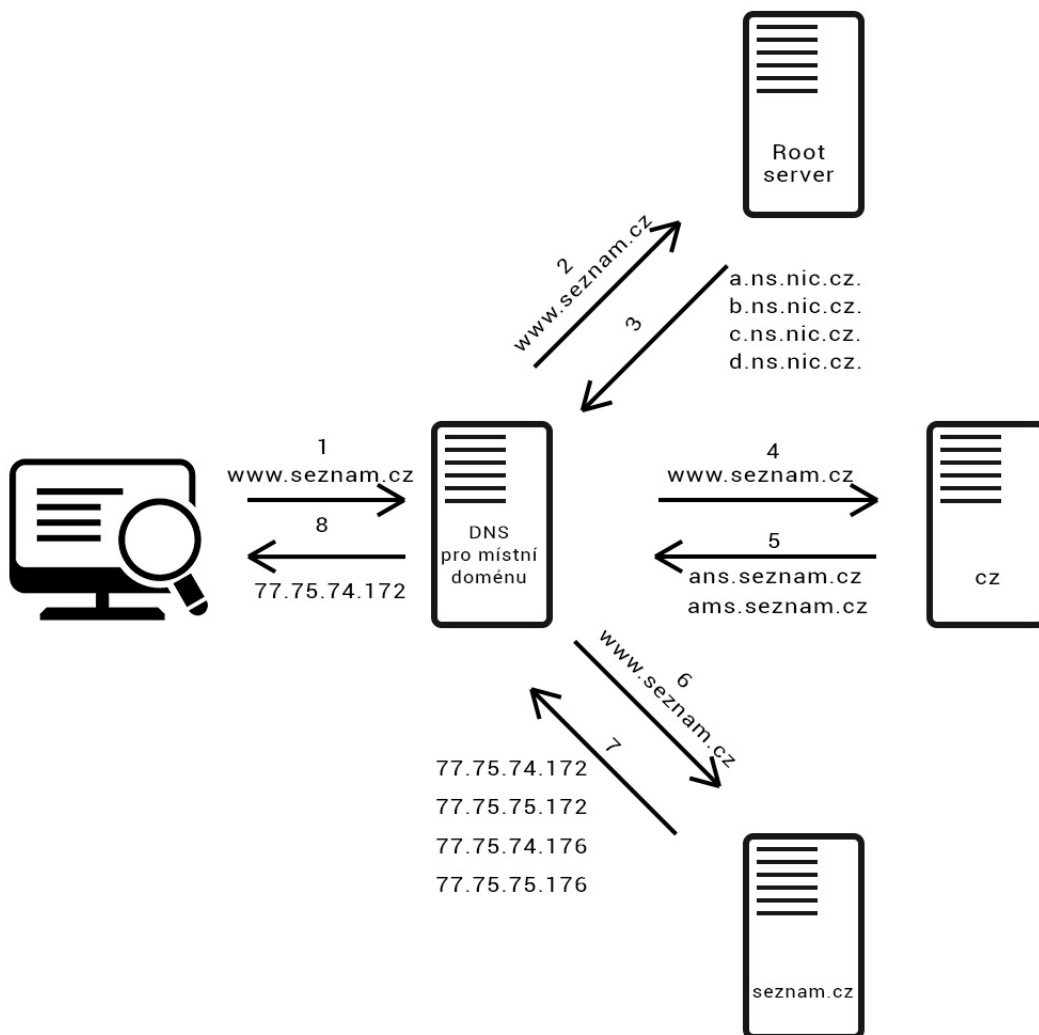 Root
server
2
www.seznam.cz
3
a.ns.nic.cz.
b.ns.nic.cz.
c.ns.nic.cz.
d.ns.nic.cz.
1
www.seznam.cz
8
77.75.74.172
DNS
pro místní
doménu
4
www.seznam.cz
5
ans.seznam.cz
ams.seznam.cz
cz
6
www.seznam.cz
7
77.75.74.172
77.75.75.172
77.75.74.176
77.75.75.176
seznam.cz